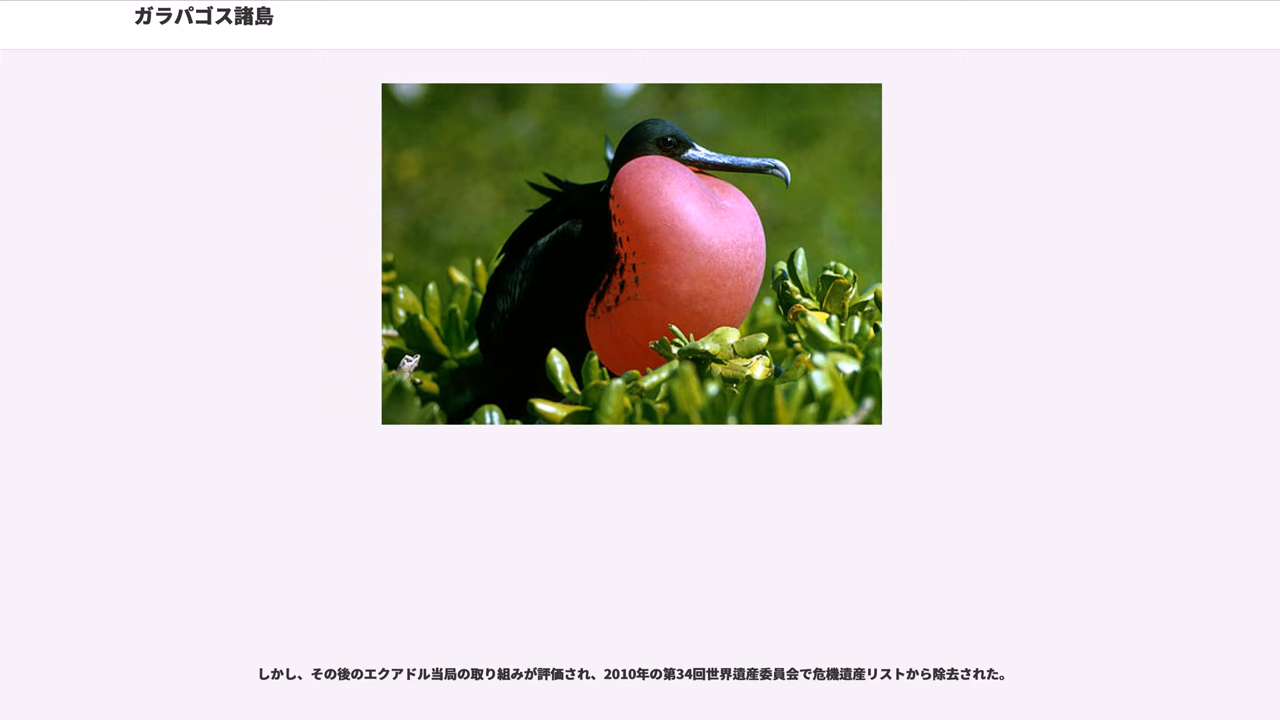 ガラパゴス諸島
しかし、その後のエクアドル当局の取り組みが評価され、2010年の第34回世界遺産委員会で危機遺産リストから除去された。